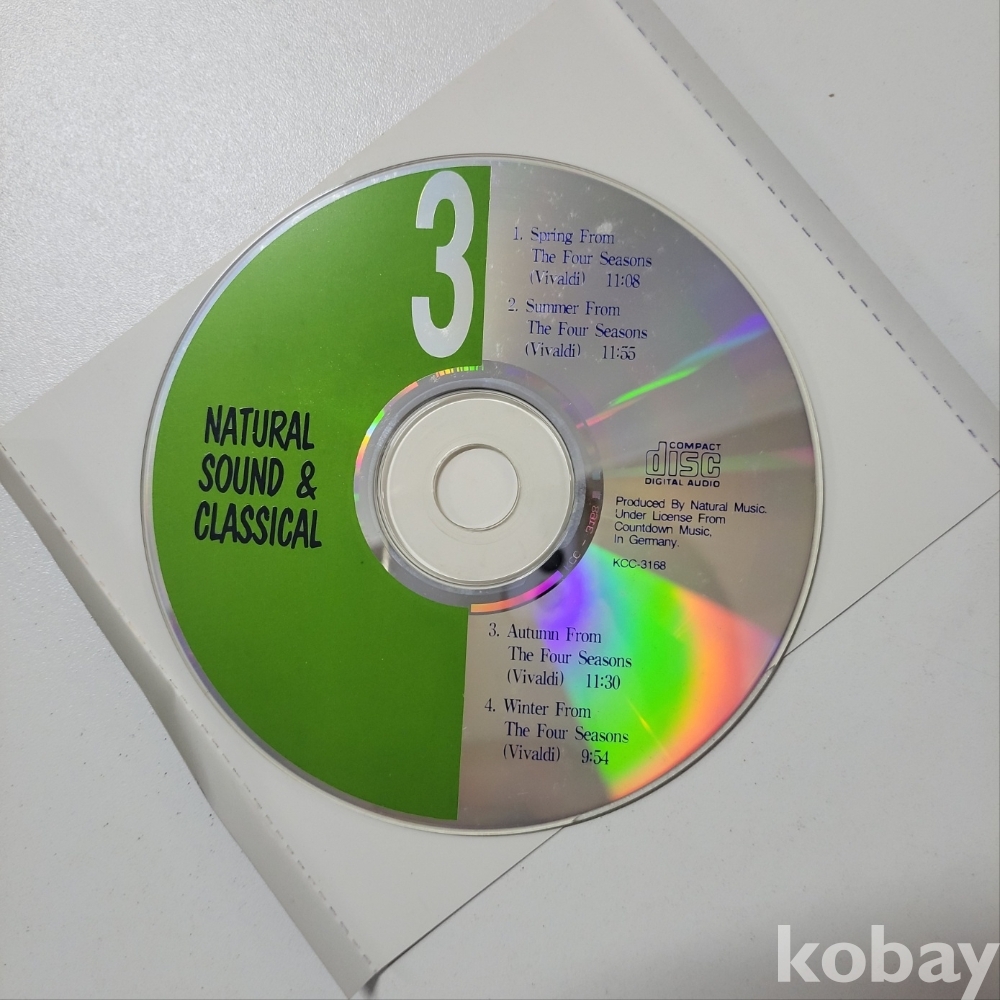 3
1. Spring From
The Four Seasons
(Vivaldi) 11:08
2. Summer From
The Four Seasons
(Vivaldi) 11:55
NATURAL
SOUND &
CLASSICAL
COMPACT
disc
DIGITAL AUDIO
Produced By Natural Music.
Under License From
Countdown Music.
In Germany.
KCC-3168
3. Autumn From
The Four Seasons
(Vivaldi) 11:30
4. Winter From
The Four Seasons
(Vivaldi) 9:54
kobay